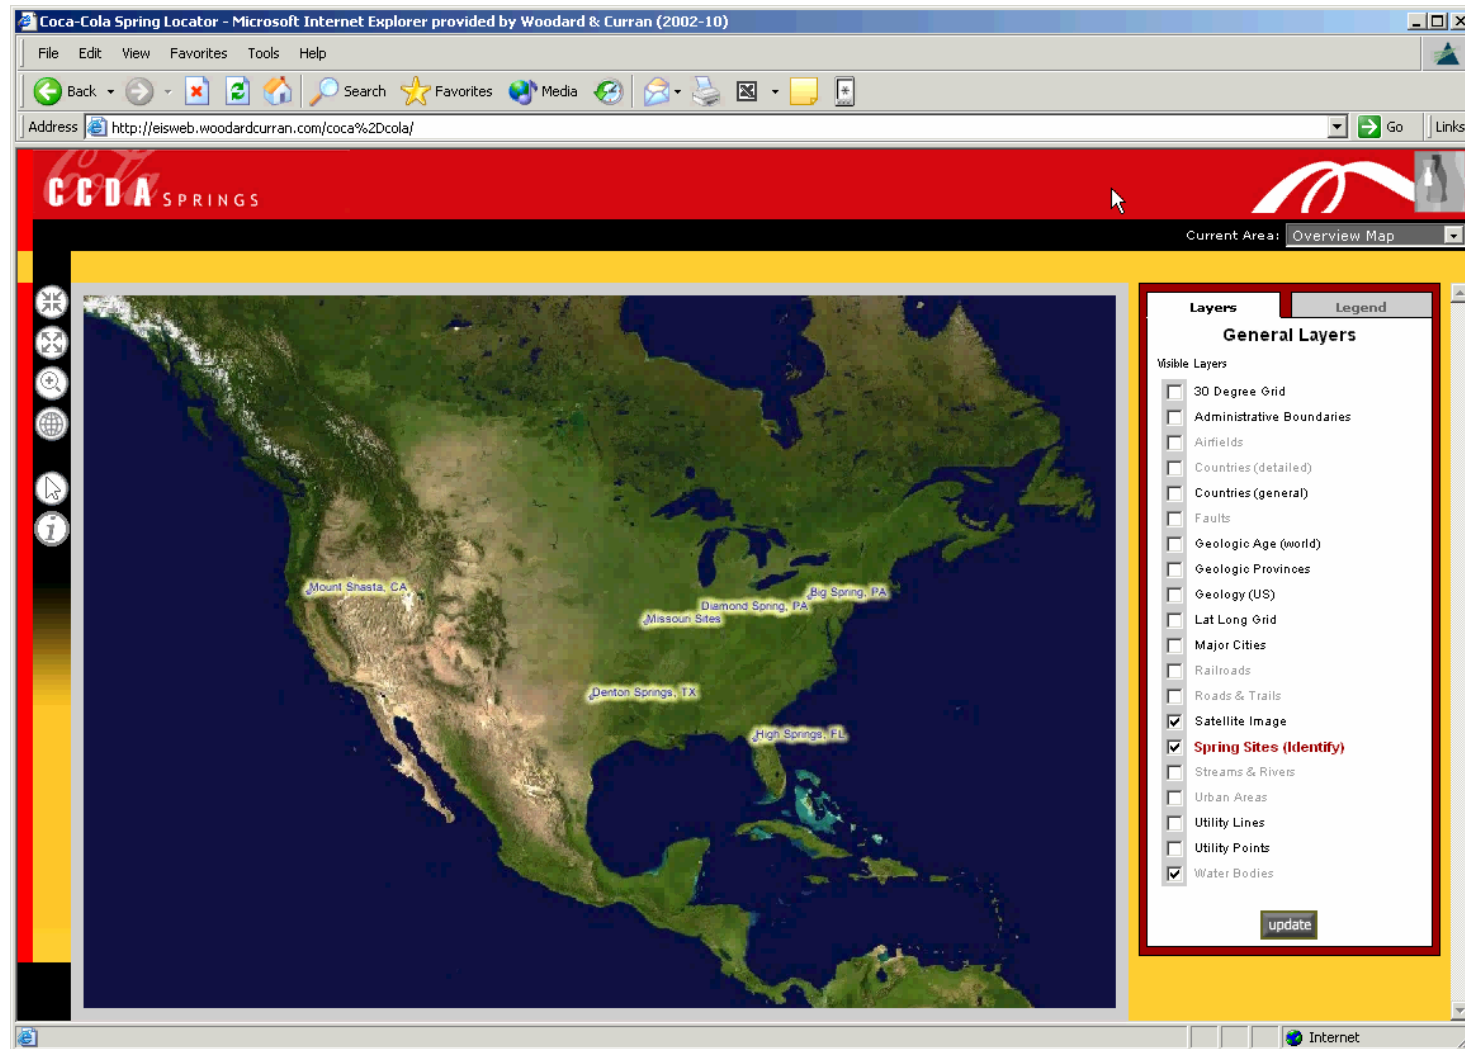 Coca-Cola Spring Locator - Microsoft Internet Explorer provided by Woodard & Curran (2002-10)
File Edit View Favorites Tools Help
Back Search Favorites Media
Address http://eisweb.woodardcurran.com/coca%2Dcola/ Go Links
Cola
CCDA SPRINGS
Current Area: Overview Map
Layers Legend
General Layers
Visible Layers
30 Degree Grid
Administrative Boundaries
Airfields
Countries (detailed)
Countries (general)
Faults
Geologic Age (world)
Geologic Provinces
Geology (US)
Lat Long Grid
Major Cities
Railroads
Roads & Trails
Satellite Image
Spring Sites (Identify)
Streams & Rivers
Urban Areas
Utility Lines
Utility Points
Water Bodies
update
Mount Shasta, CA
Big Spring, PA
Diamond Spring, PA
Missouri Sites
Denton Springs, TX
High Springs, FL
Internet